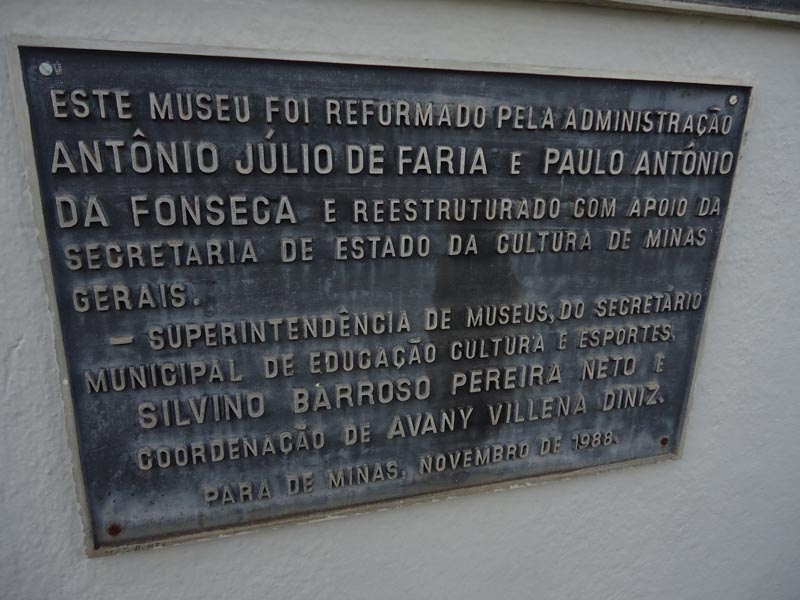 ESTE MUSEU FOI REFORMADO PELA ADMINISTRAÇÃO
ANTÔNIO JÚLIO DE FARIA E PAULO ANTÔNIO
DA FONSECA E REESTRUTURADO COM APOIO DA
SECRETARIA DE ESTADO DA CULTURA DE MINAS
GERAIS.
– SUPERINTENDÊNCIA DE MUSEUS, DO SECRETÁRIO
MUNICIPAL DE EDUCAÇÃO CULTURA E ESPORTES.
SILVINO BARROSO PEREIRA NETO E
COORDENAÇÃO DE AVANY VILLENA DINIZ.
PARA DE MINAS. NOVEMBRO DE 1988.